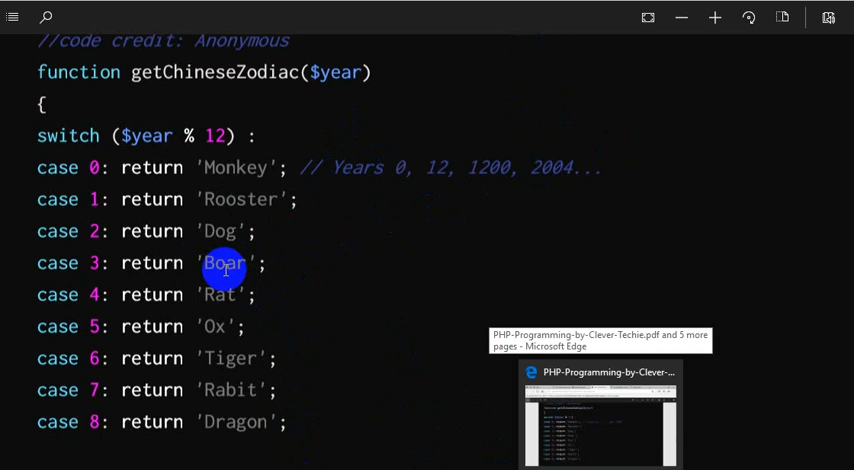 //code credit: Anonymous
function getChineseZodiac($year)
{
switch ($year % 12) :
case 0: return 'Monkey'; // Years 0, 12, 1200, 2004...
case 1: return 'Rooster';
case 2: return 'Dog';
case 3: return 'Boar';
case 4: return 'Rat';
case 5: return 'Ox';
case 6: return 'Tiger';
case 7: return 'Rabit';
case 8: return 'Dragon';
PHP-Programming-by-Clever-Techie.pdf and 5 more
pages - Microsoft Edge
PHP-Programming-by-Clever-...